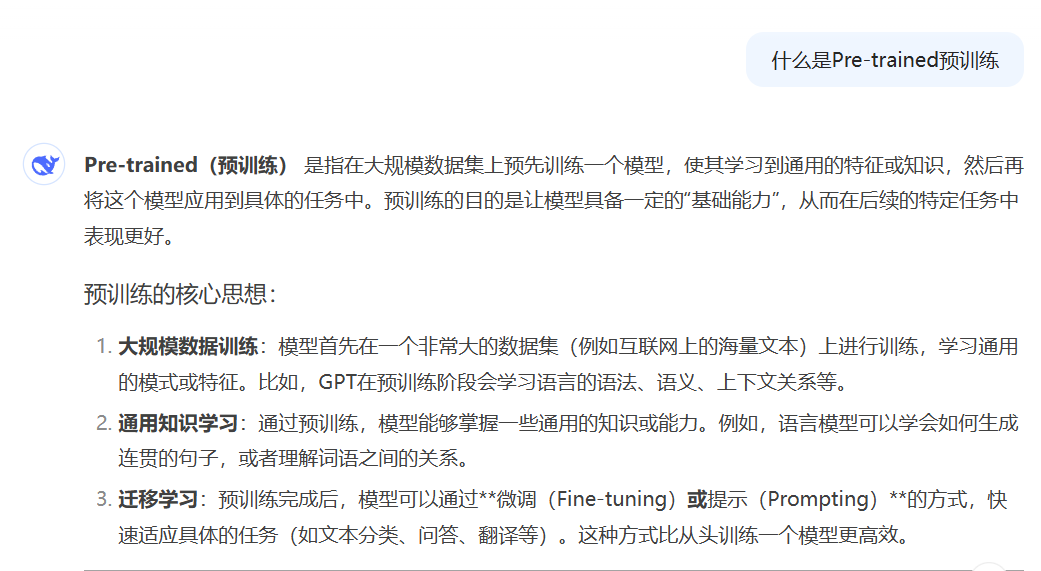 什么是Pre-trained预训练
Pre-trained（预训练） 是指在大规模数据集上预先训练一个模型，使其学习到通用的特征或知识，然后再
将这个模型应用到具体的任务中。预训练的目的是让模型具备一定的“基础能力”，从而在后续的特定任务中
表现更好。
预训练的核心思想：
1. 大规模数据训练：模型首先在一个非常大的数据集（例如互联网上的海量文本）上进行训练，学习通用
的模式或特征。比如，GPT在预训练阶段会学习语言的语法、语义、上下文关系等。
2. 通用知识学习：通过预训练，模型能够掌握一些通用的知识或能力。例如，语言模型可以学会如何生成
连贯的句子，或者理解词语之间的关系。
3. 迁移学习：预训练完成后，模型可以通过**微调（Fine-tuning）或提示（Prompting）**的方式，快
速适应具体的任务（如文本分类、问答、翻译等）。这种方式比从头训练一个模型更高效。